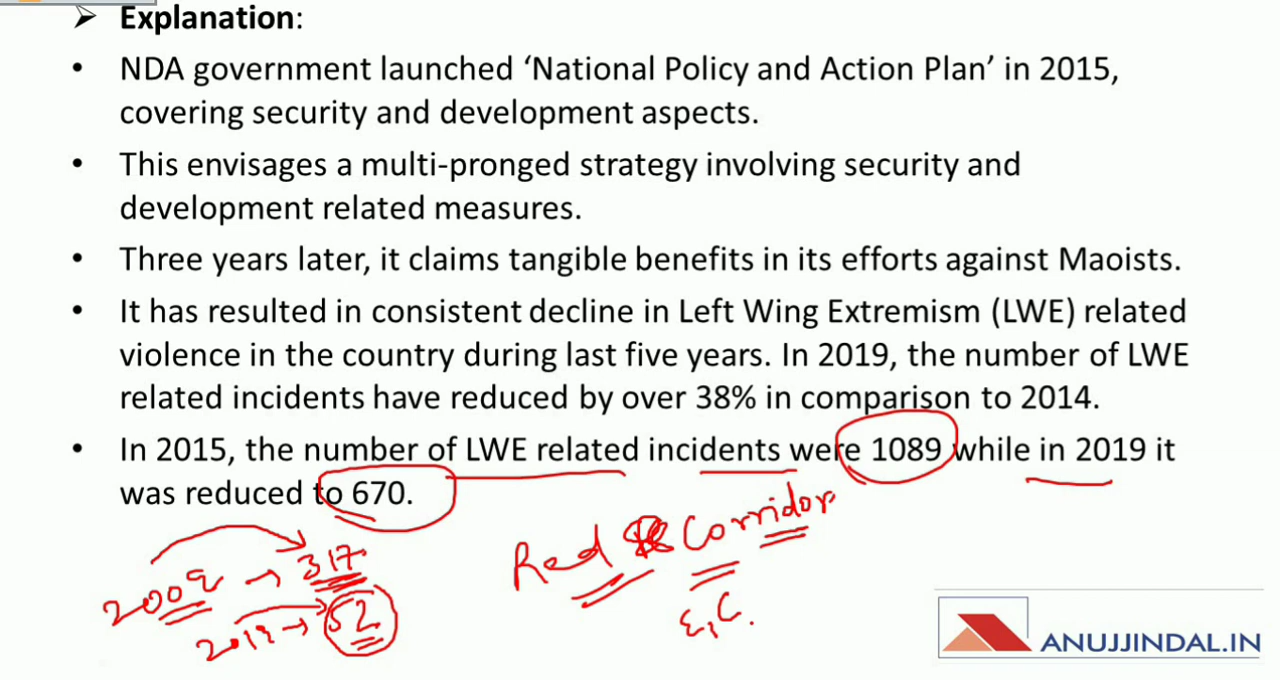 ➤ Explanation:
• NDA government launched ‘National Policy and Action Plan’ in 2015,
covering security and development aspects.
• This envisages a multi-pronged strategy involving security and
development related measures.
• Three years later, it claims tangible benefits in its efforts against Maoists.
• It has resulted in consistent decline in Left Wing Extremism (LWE) related
violence in the country during last five years. In 2019, the number of LWE
related incidents have reduced by over 38% in comparison to 2014.
• In 2015, the number of LWE related incidents were 1089 while in 2019 it
was reduced to 670.
Red Corridor
2009 → 317
2019 → 52
E, C.
ANUJJINDAL.IN